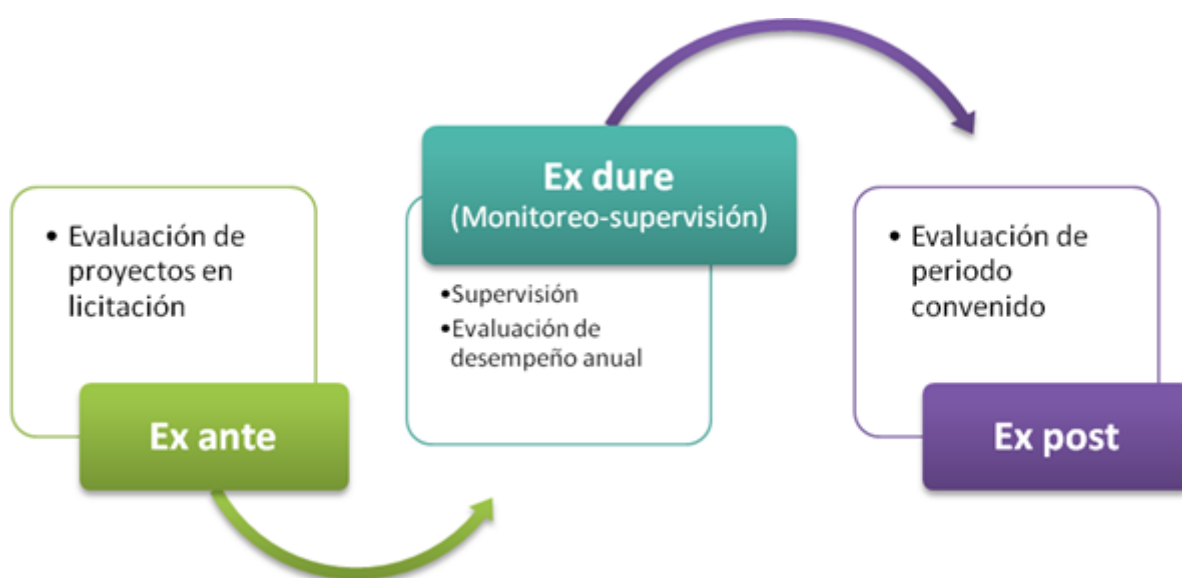 • Evaluación de
proyectos en
licitación
Ex ante
Ex dure
(Monitoreo-supervisión)
•Supervisión
•Evaluación de
desempeño anual
• Evaluación de
periodo
convenido
Ex post